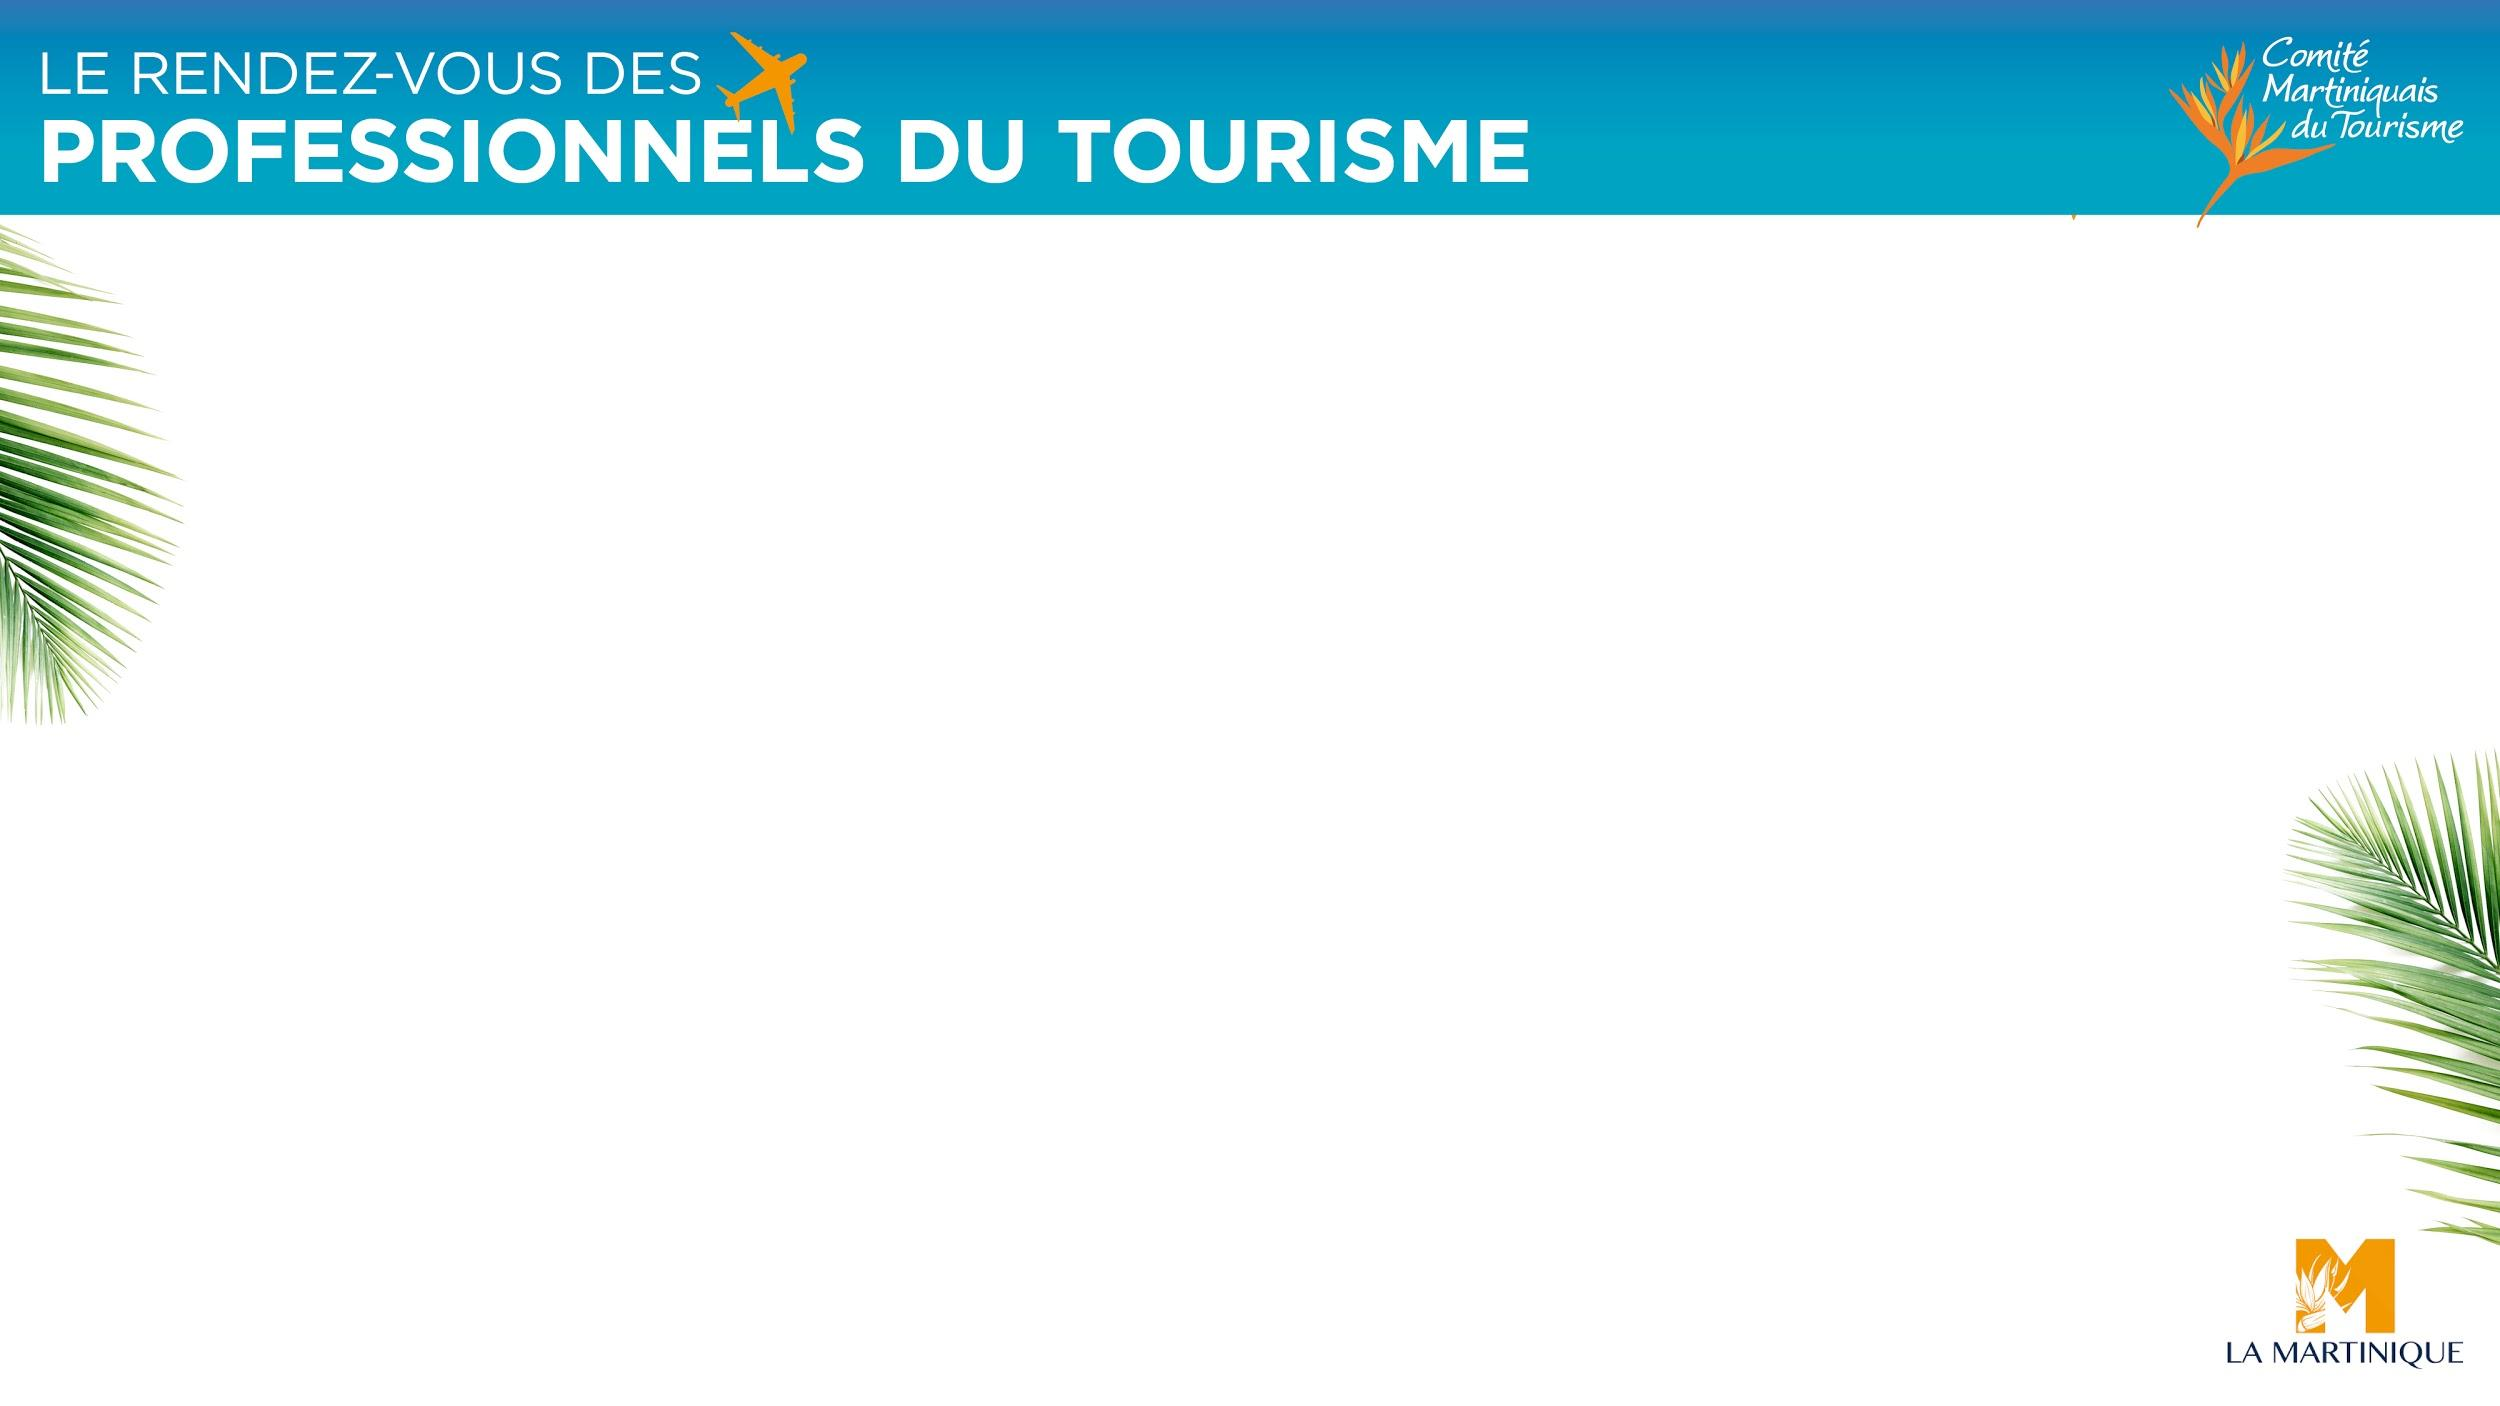 LE RENDEZ-VOUS DES
PROFESSIONNELS DU TOURISME
Comité
Martiniquais
du Tourisme
M
LA MARTINIQUE